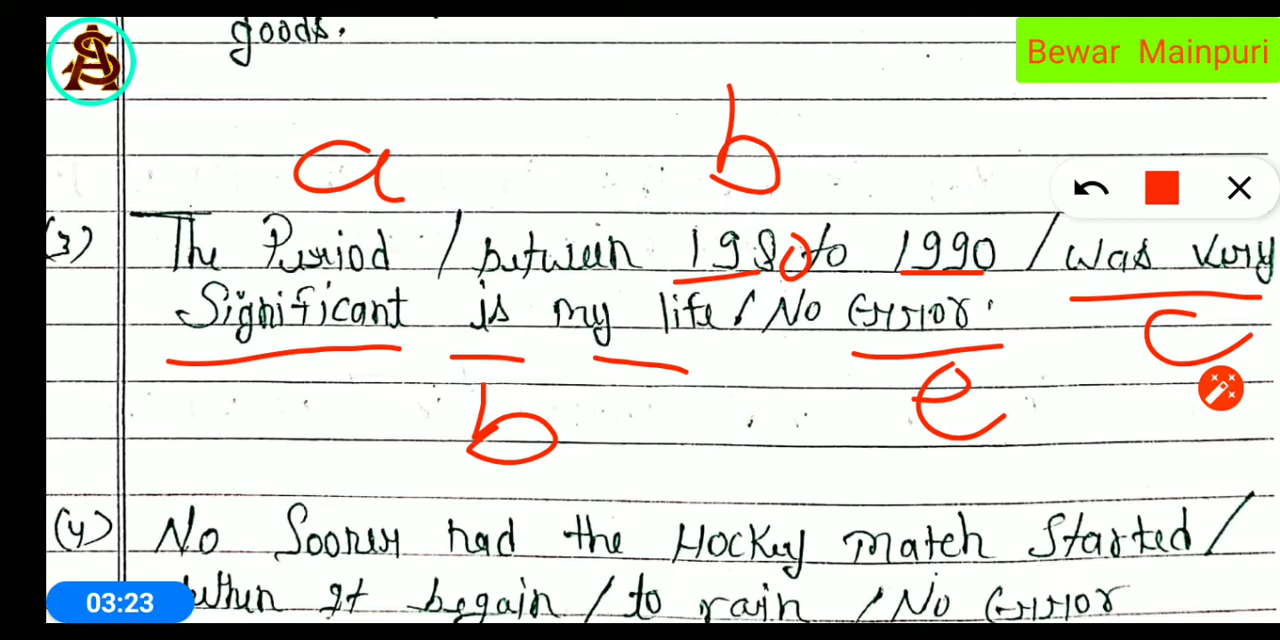 goods.
Bewar Mainpuri
a b
(3) The Period / between 1980 to 1990 / was very
Significant is my life / No Error.
c
b e
(4) No Sooner had the Hockey match Started /
when It begain / to rain / No Error
03:23